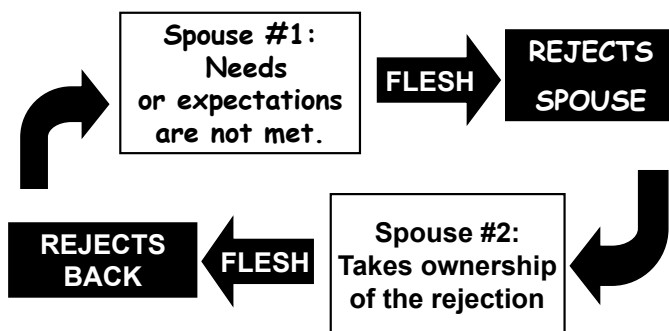 Spouse #1:
Needs
or expectations
are not met.
FLESH
REJECTS
SPOUSE
Spouse #2:
Takes ownership
of the rejection
FLESH
REJECTS
BACK